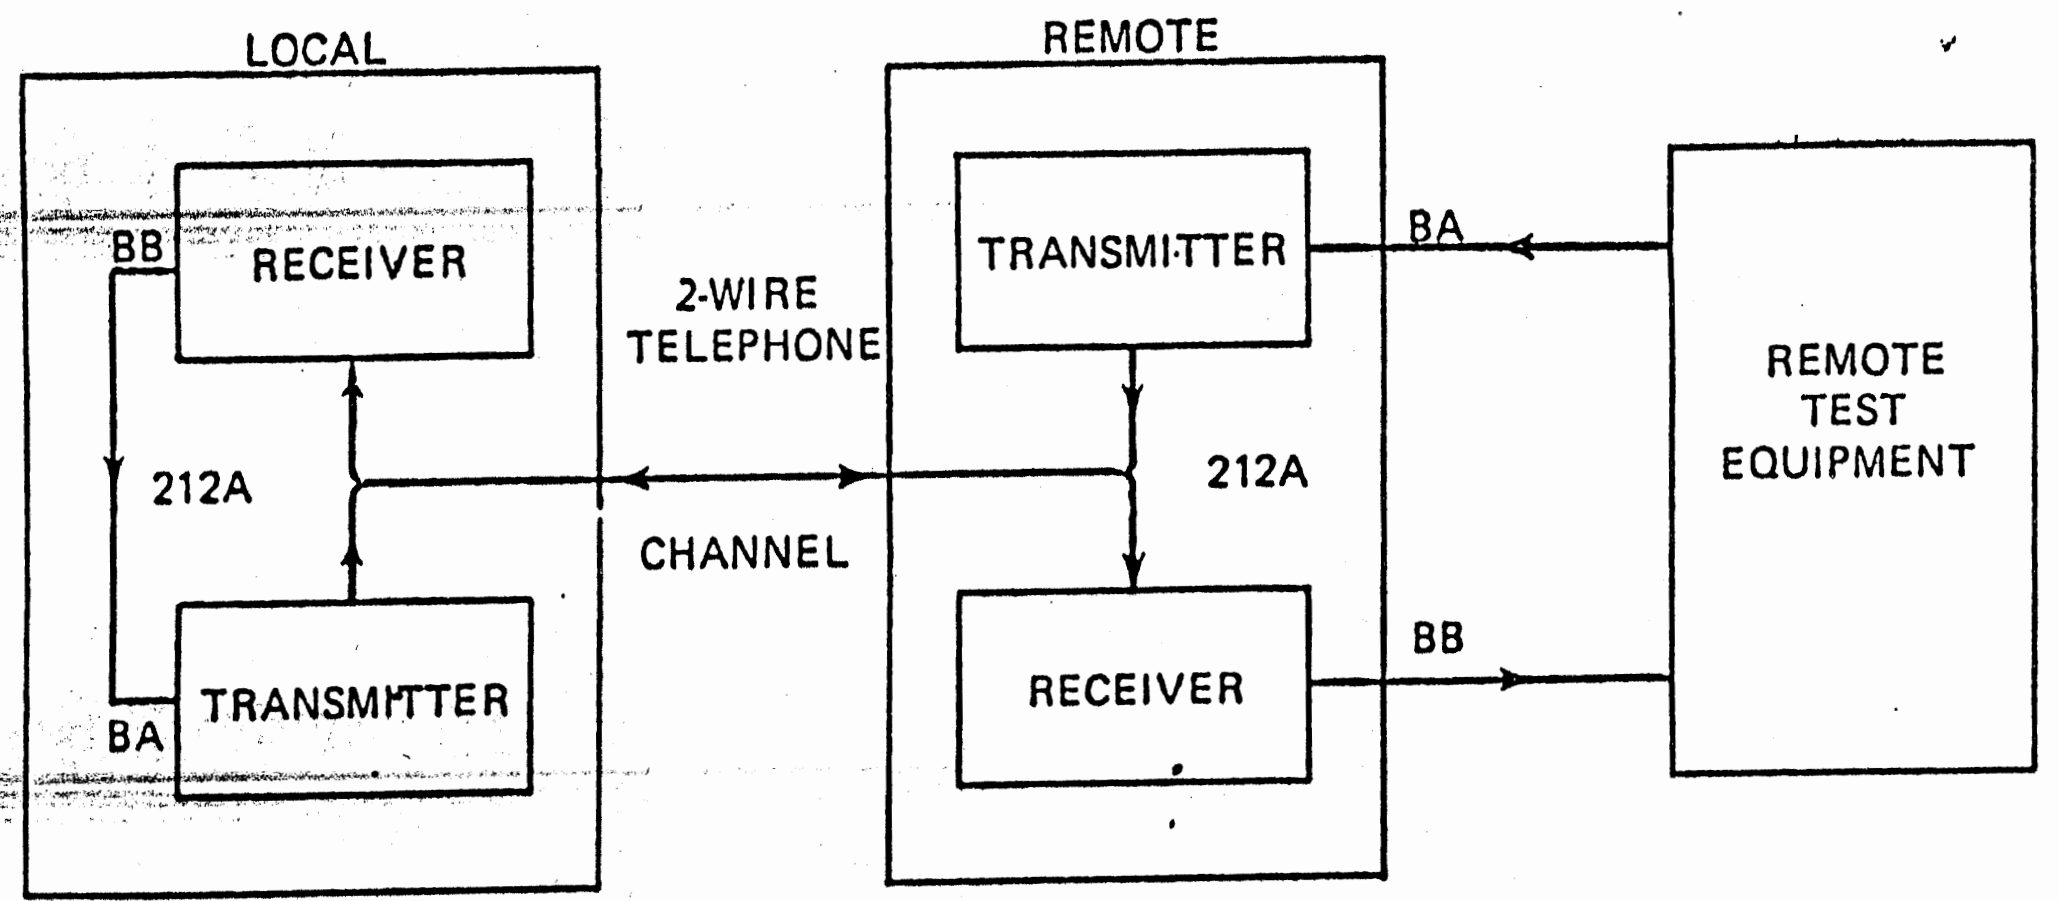 LOCAL
REMOTE
BB
RECEIVER
212A
TRANSMITTER
BA
2-WIRE
TELEPHONE
CHANNEL
TRANSMITTER
212A
RECEIVER
BA
BB
REMOTE
TEST
EQUIPMENT